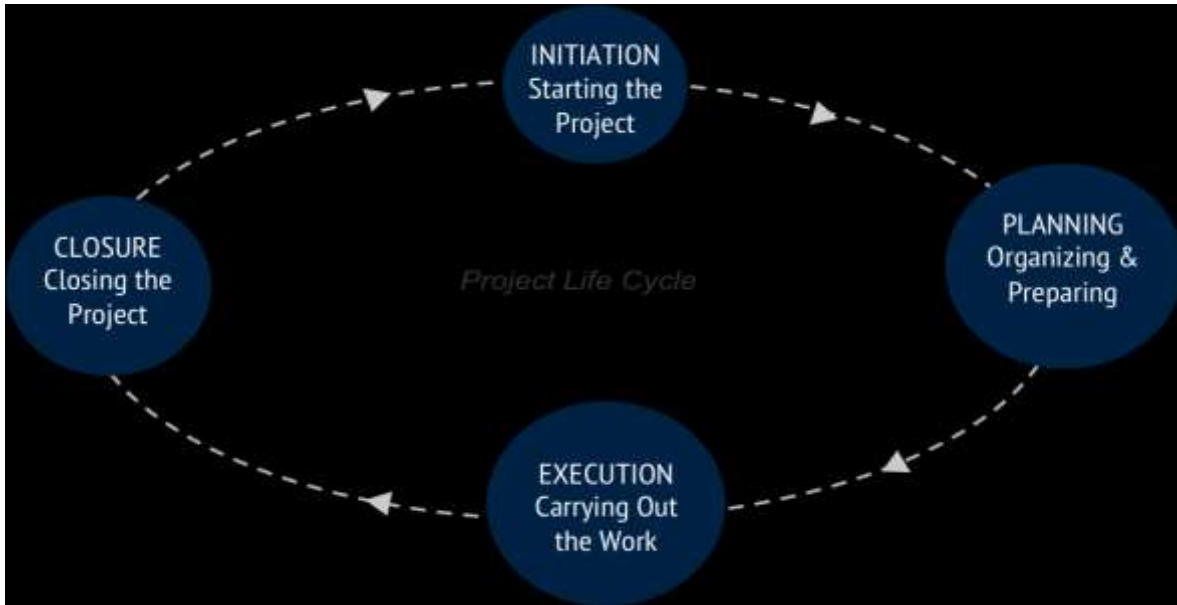 INITIATION
Starting the
Project
PLANNING
Organizing &
Preparing
CLOSURE
Closing the
Project
Project Life Cycle
EXECUTION
Carrying Out
the Work